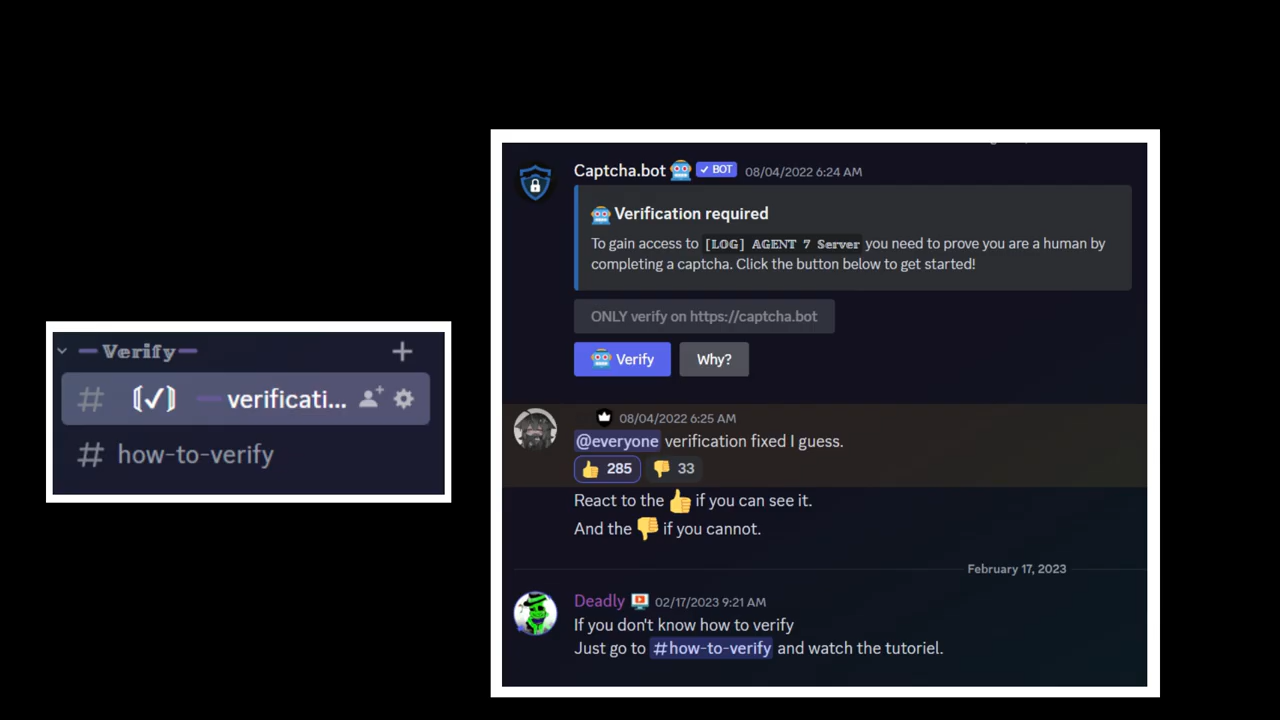 Verify
# 【✓】 verificati...
# how-to-verify
Captcha.bot 🤖 ✓ BOT 08/04/2022 6:24 AM
🤖 Verification required
To gain access to [LOG] AGENT 7 Server you need to prove you are a human by
completing a captcha. Click the button below to get started!
ONLY verify on https://captcha.bot
🤖 Verify Why?
08/04/2022 6:25 AM
@everyone verification fixed I guess.
👍 285 👎 33
React to the 👍 if you can see it.
And the 👎 if you cannot.
February 17, 2023
Deadly 02/17/2023 9:21 AM
If you don't know how to verify
Just go to #how-to-verify and watch the tutoriel.